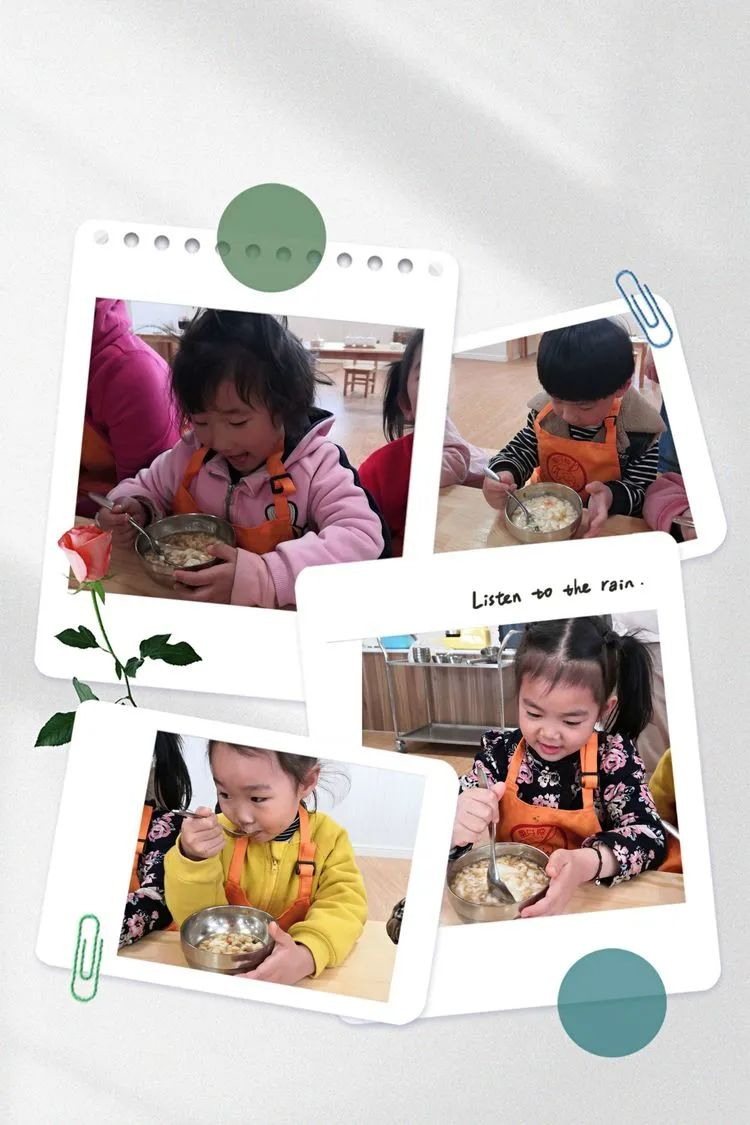 Listen to the rain.